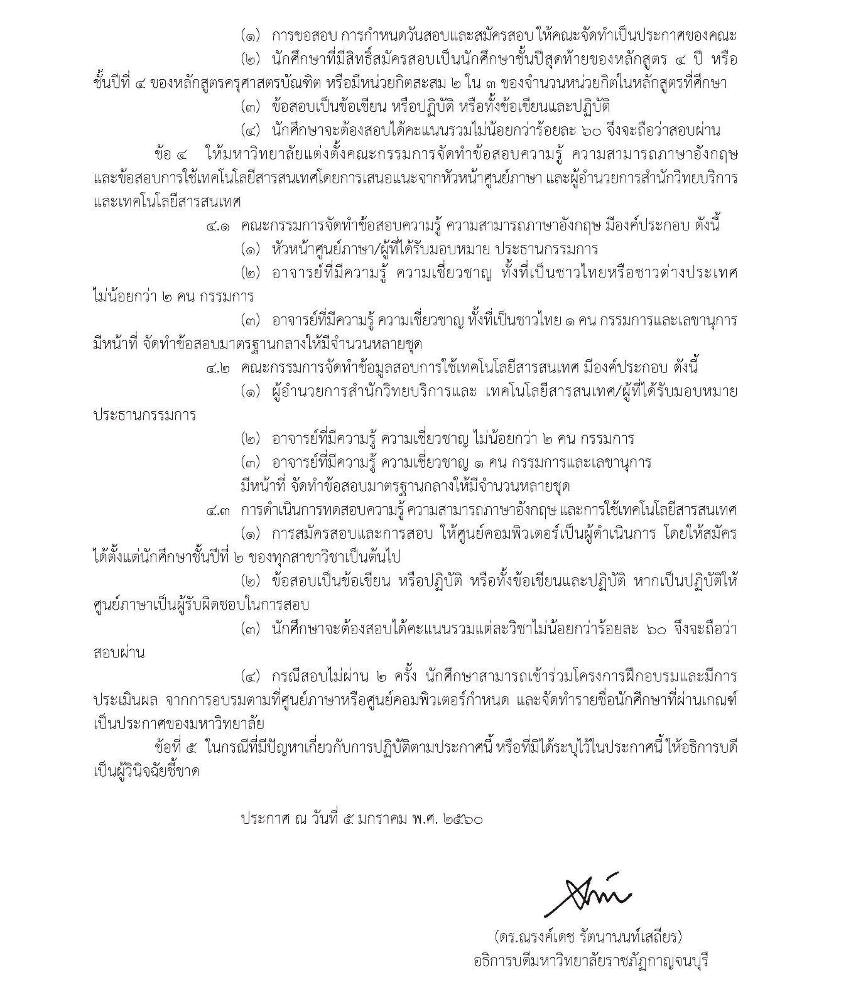 (๑) การขอสอบ การกำหนดวันสอบและสมัครสอบ ให้คณะจัดทำเป็นประกาศของคณะ
(๒) นักศึกษาที่มีสิทธิ์สมัครสอบเป็นนักศึกษาชั้นปีสุดท้ายของหลักสูตร ๔ ปี หรือ
ชั้นปีที่ ๔ ของหลักสูตรครุศาสตรบัณฑิต หรือมีหน่วยกิตสะสม ๒ ใน ๓ ของจำนวนหน่วยกิตในหลักสูตรที่ศึกษา
(๓) ข้อสอบเป็นข้อเขียน หรือปฏิบัติ หรือทั้งข้อเขียนและปฏิบัติ
(๔) นักศึกษาจะต้องสอบได้คะแนนรวมไม่น้อยกว่าร้อยละ ๖๐ จึงจะถือว่าสอบผ่าน
ข้อ ๔ ให้มหาวิทยาลัยแต่งตั้งคณะกรรมการจัดทำข้อสอบความรู้ ความสามารถภาษาอังกฤษ
และข้อสอบการใช้เทคโนโลยีสารสนเทศโดยการเสนอแนะจากหัวหน้าศูนย์ภาษา และผู้อำนวยการสำนักวิทยบริการ
และเทคโนโลยีสารสนเทศ
๔.๑ คณะกรรมการจัดทำข้อสอบความรู้ ความสามารถภาษาอังกฤษ มีองค์ประกอบ ดังนี้
(๑) หัวหน้าศูนย์ภาษา/ผู้ที่ได้รับมอบหมาย ประธานกรรมการ
(๒) อาจารย์ที่มีความรู้ ความเชี่ยวชาญ ทั้งที่เป็นชาวไทยหรือชาวต่างประเทศ
ไม่น้อยกว่า ๒ คน กรรมการ
(๓) อาจารย์ที่มีความรู้ ความเชี่ยวชาญ ทั้งที่เป็นชาวไทย ๑ คน กรรมการและเลขานุการ
มีหน้าที่ จัดทำข้อสอบมาตรฐานกลางให้มีจำนวนหลายชุด
๔.๒ คณะกรรมการจัดทำข้อมูลสอบการใช้เทคโนโลยีสารสนเทศ มีองค์ประกอบ ดังนี้
(๑) ผู้อำนวยการสำนักวิทยบริการและ เทคโนโลยีสารสนเทศ/ผู้ที่ได้รับมอบหมาย
ประธานกรรมการ
(๒) อาจารย์ที่มีความรู้ ความเชี่ยวชาญ ไม่น้อยกว่า ๒ คน กรรมการ
(๓) อาจารย์ที่มีความรู้ ความเชี่ยวชาญ ๑ คน กรรมการและเลขานุการ
มีหน้าที่ จัดทำข้อสอบมาตรฐานกลางให้มีจำนวนหลายชุด
๔.๓ การดำเนินการทดสอบความรู้ ความสามารถภาษาอังกฤษ และการใช้เทคโนโลยีสารสนเทศ
(๑) การสมัครสอบและการสอบ ให้ศูนย์คอมพิวเตอร์เป็นผู้ดำเนินการ โดยให้สมัคร
ได้ตั้งแต่นักศึกษาชั้นปีที่ ๒ ของทุกสาขาวิชาเป็นต้นไป
(๒) ข้อสอบเป็นข้อเขียน หรือปฏิบัติ หรือทั้งข้อเขียนและปฏิบัติ หากเป็นปฏิบัติให้
ศูนย์ภาษาเป็นผู้รับผิดชอบในการสอบ
(๓) นักศึกษาจะต้องสอบได้คะแนนรวมแต่ละวิชาไม่น้อยกว่าร้อยละ ๖๐ จึงจะถือว่า
สอบผ่าน
(๔) กรณีสอบไม่ผ่าน ๒ ครั้ง นักศึกษาสามารถเข้าร่วมโครงการฝึกอบรมและมีการ
ประเมินผล จากการอบรมตามที่ศูนย์ภาษาหรือศูนย์คอมพิวเตอร์กำหนด และจัดทำรายชื่อนักศึกษาที่ผ่านเกณฑ์
เป็นประกาศของมหาวิทยาลัย
ข้อที่ ๕ ในกรณีที่มีปัญหาเกี่ยวกับการปฏิบัติตามประกาศนี้ หรือที่มิได้ระบุไว้ในประกาศนี้ ให้อธิการบดี
เป็นผู้วินิจฉัยชี้ขาด
ประกาศ ณ วันที่ ๕ มกราคม พ.ศ. ๒๕๖๐
(ดร.ณรงค์เดช รัตนานนท์เสถียร)
อธิการบดีมหาวิทยาลัยราชภัฏกาญจนบุรี